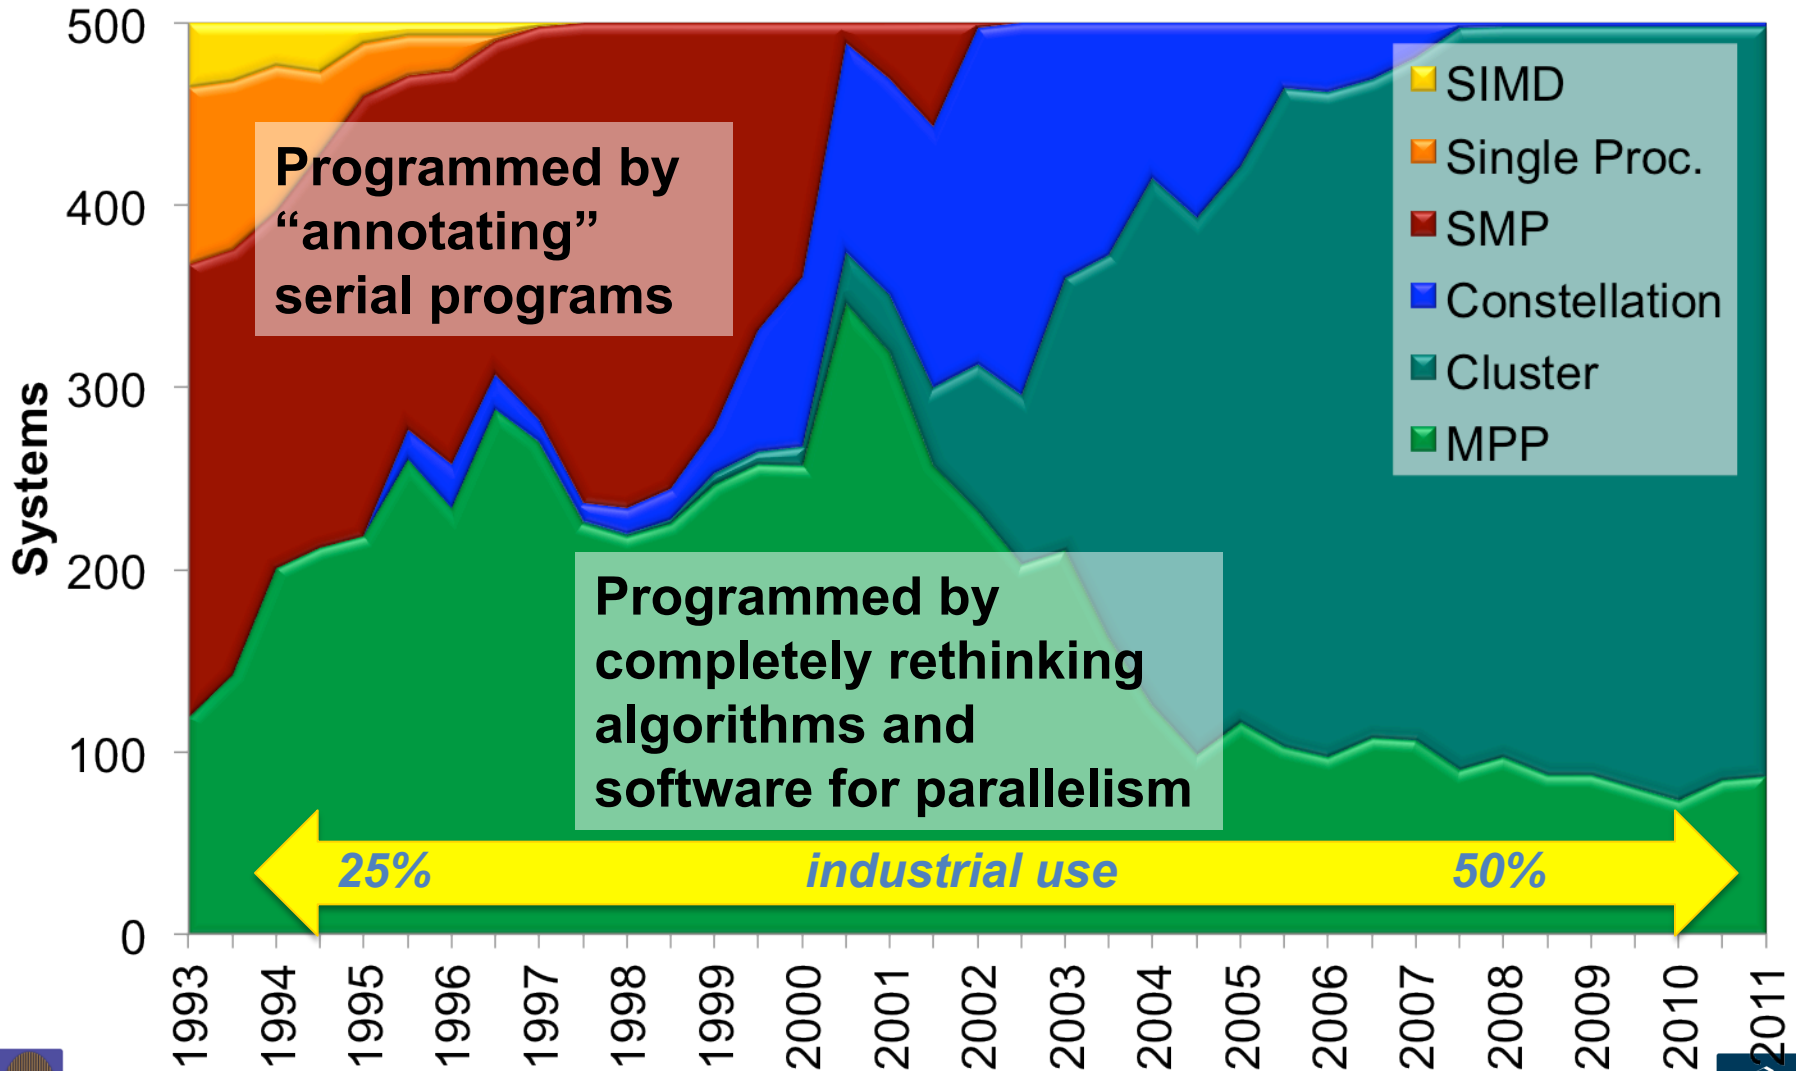 500
400
300
200
100
0
Systems
Programmed by
“annotating”
serial programs
SIMD
Single Proc.
SMP
Constellation
Cluster
MPP
Programmed by
completely rethinking
algorithms and
software for parallelism
25% industrial use 50%
1993 1994 1995 1996 1997 1998 1999 2000 2001 2002 2003 2004 2005 2006 2007 2008 2009 2010 2011